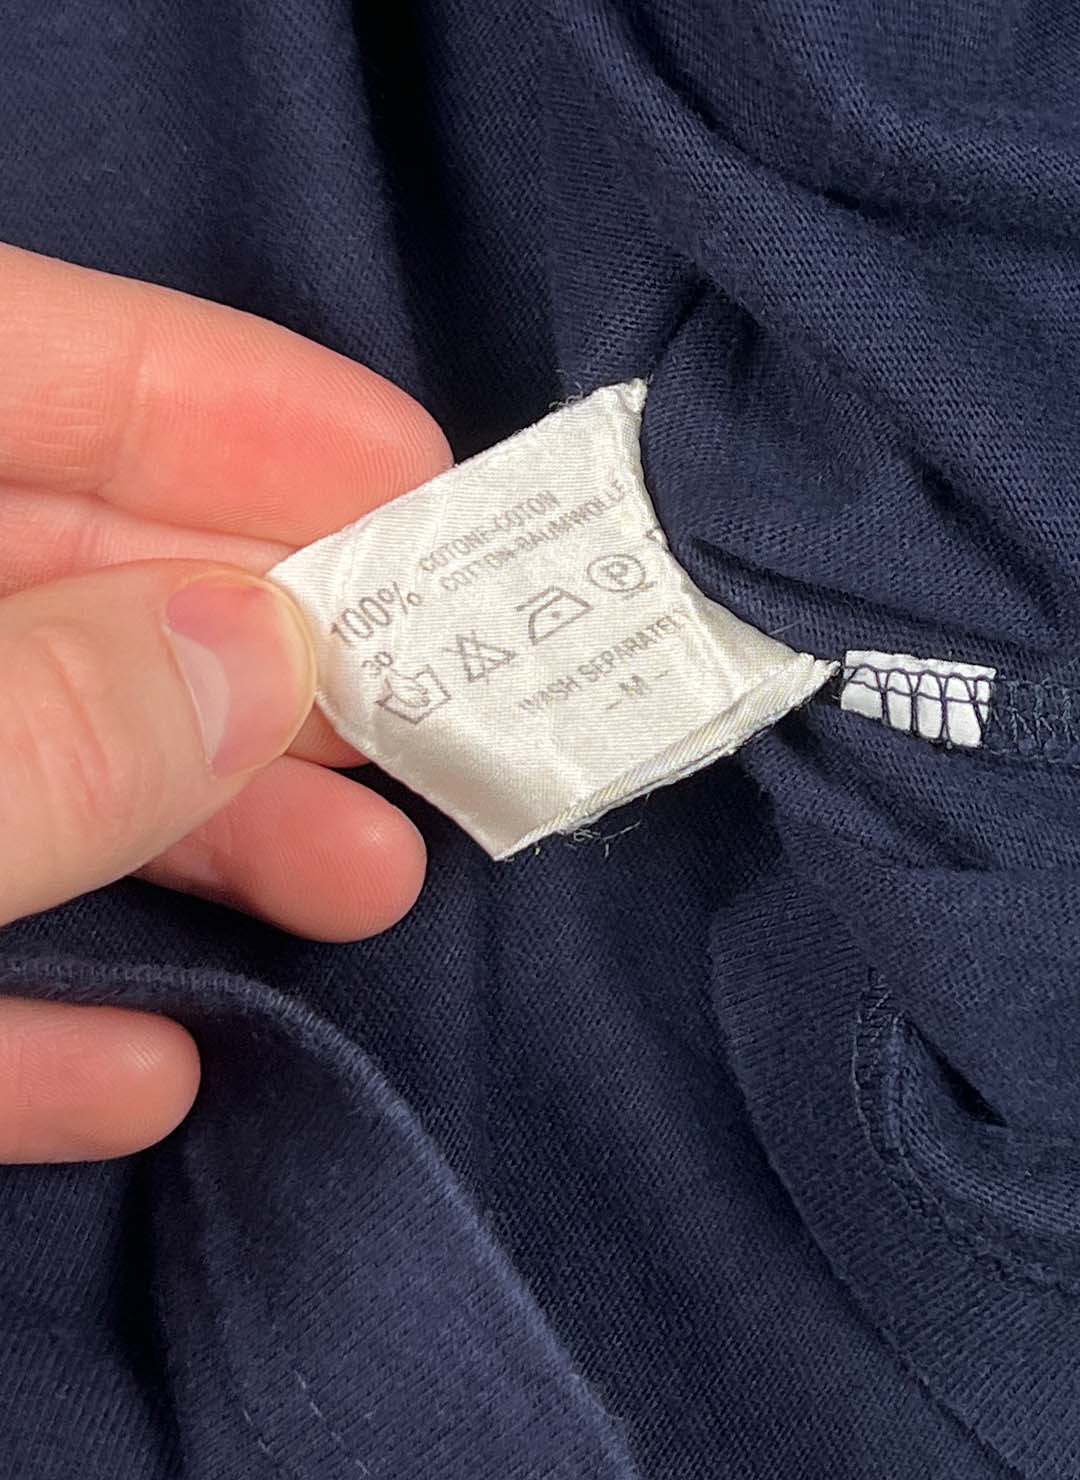 100%
COTONE-COTON
COTTON-BAUMWOLLE
30
P
WASH SEPARATELY
- M -